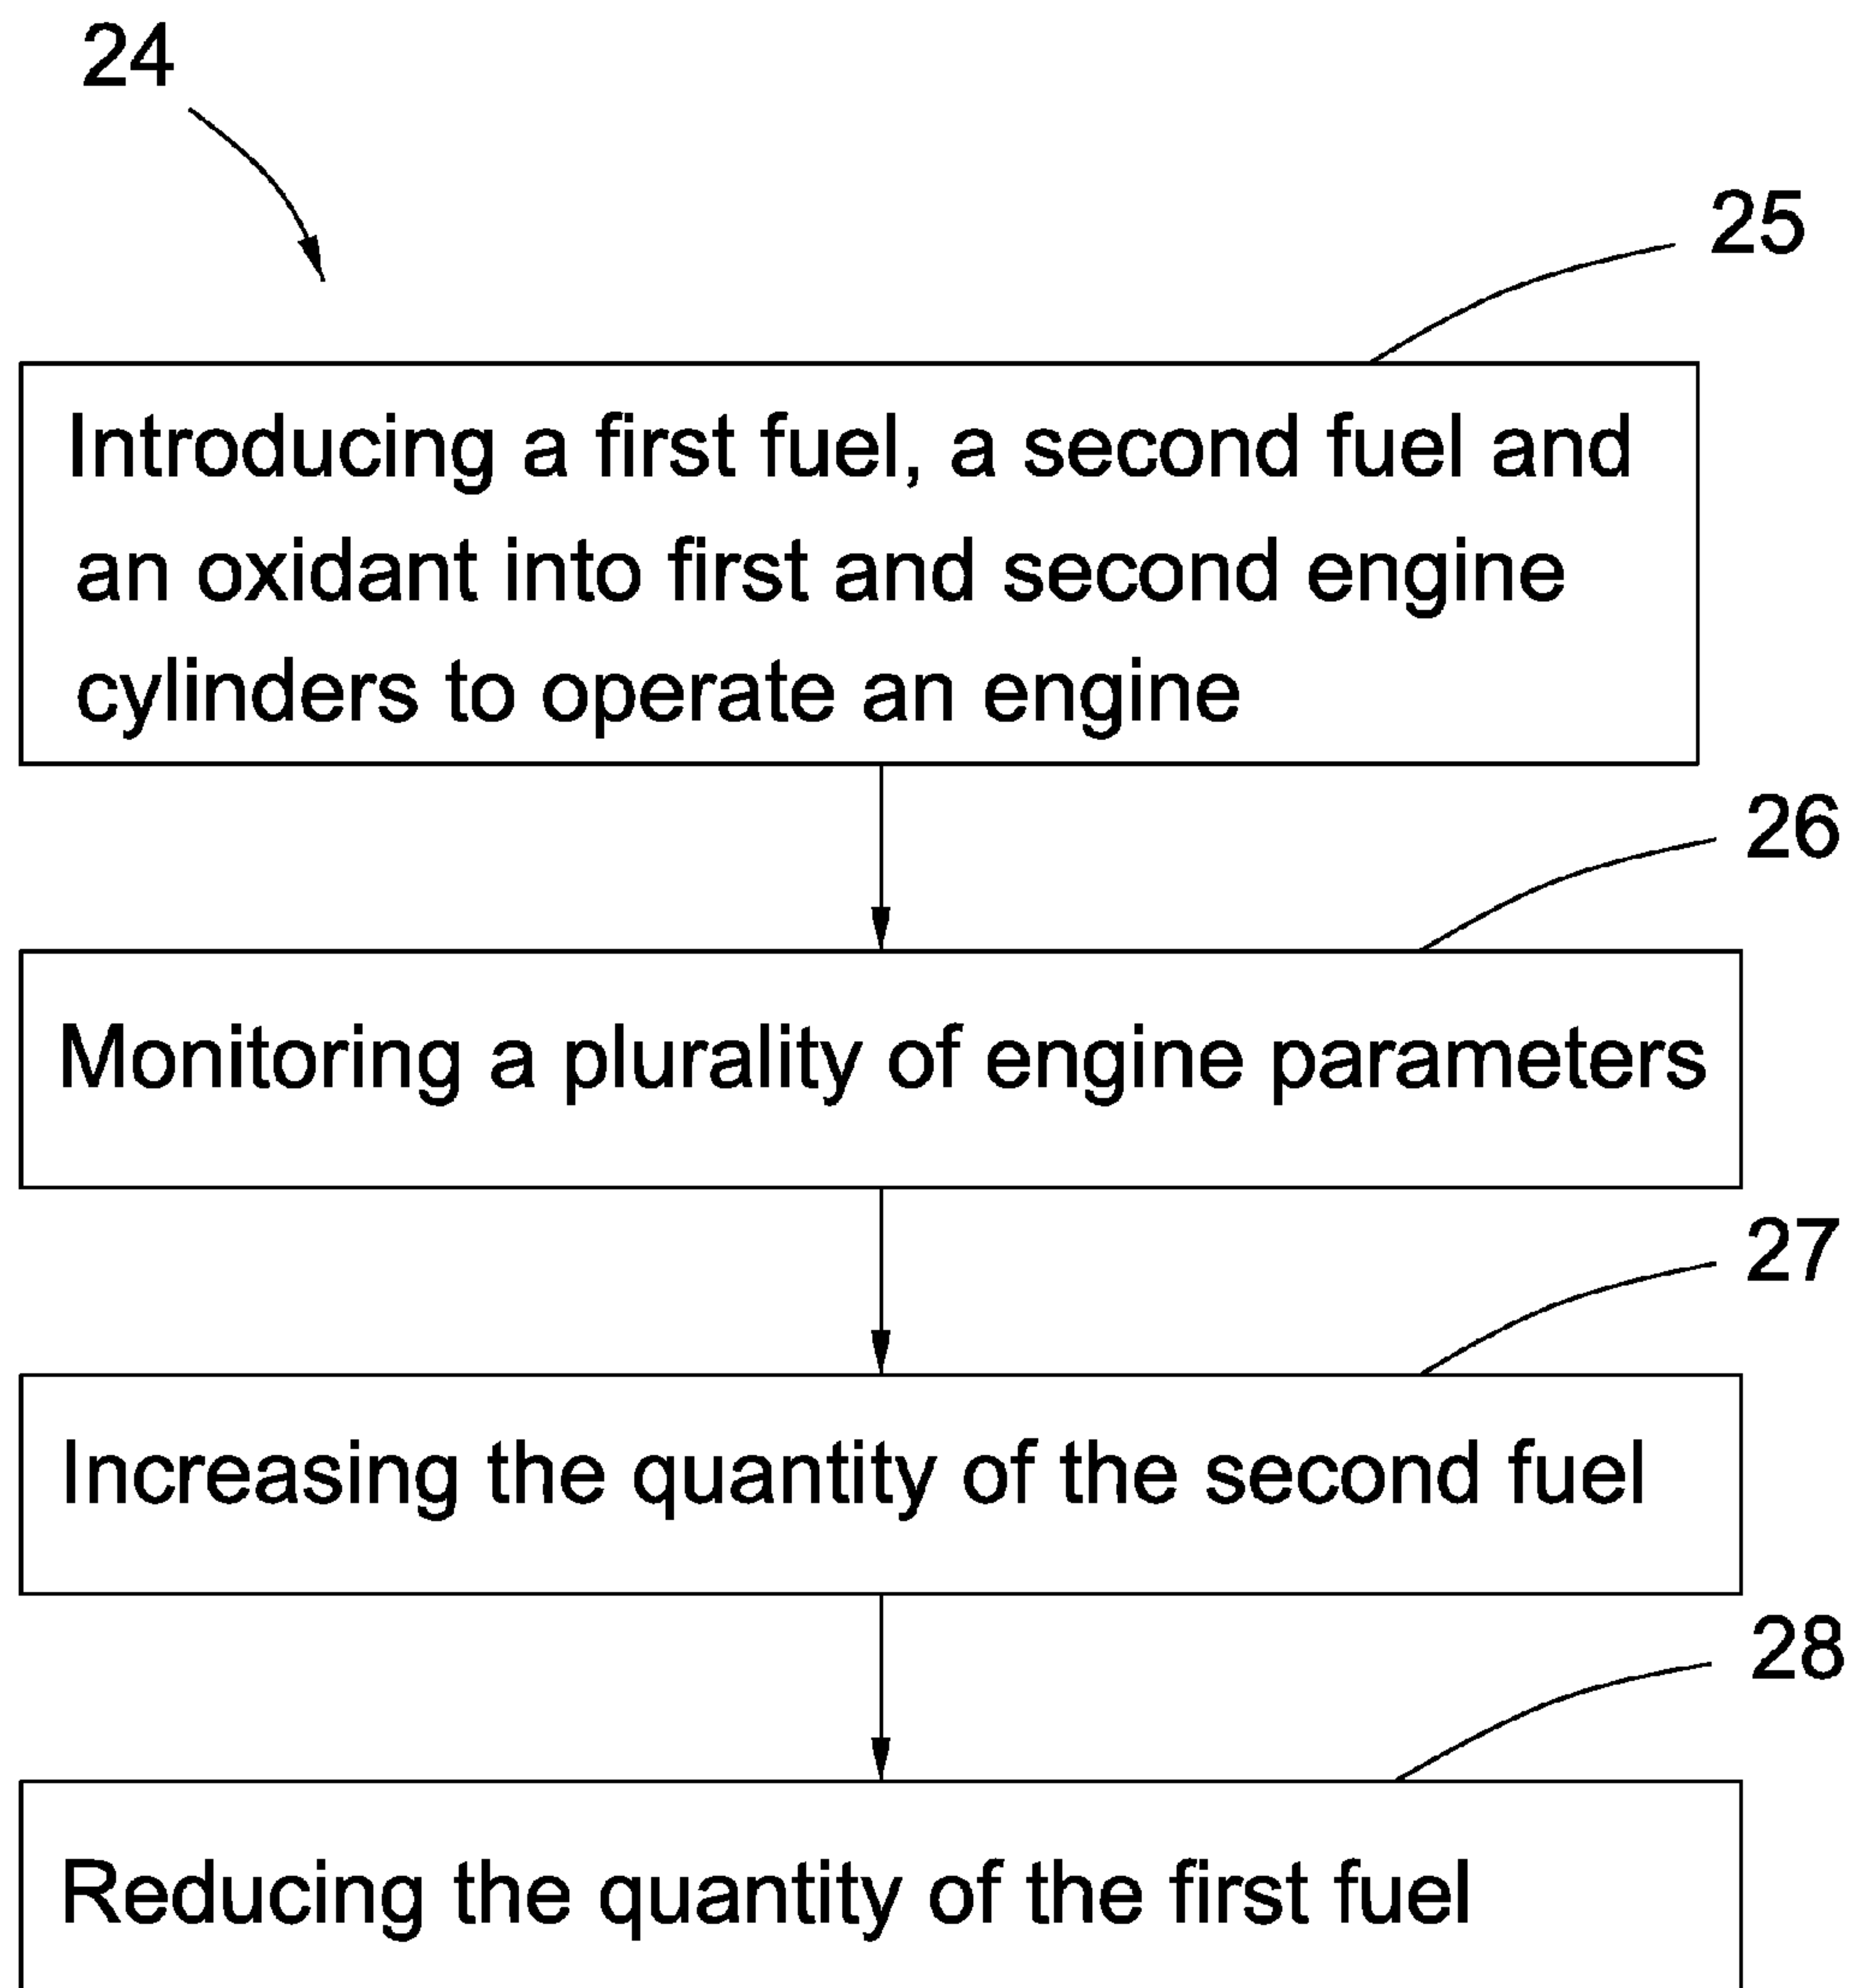 24
25
Introducing a first fuel, a second fuel and
an oxidant into first and second engine
cylinders to operate an engine
26
Monitoring a plurality of engine parameters
27
Increasing the quantity of the second fuel
28
Reducing the quantity of the first fuel